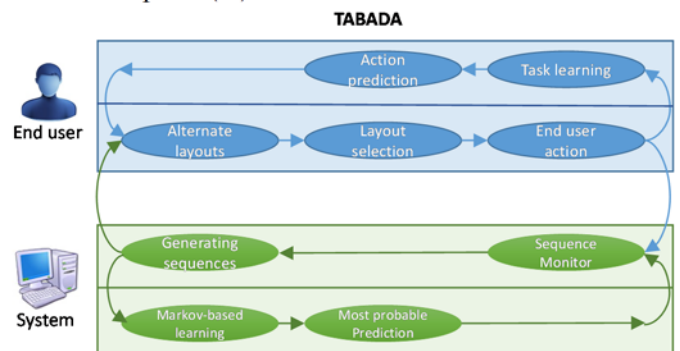 TABADA
Action
prediction
Task learning
End user
Alternate
layouts
Layout
selection
End user
action
Generating
sequences
Sequence
Monitor
System
Markov-based
learning
Most probable
Prediction